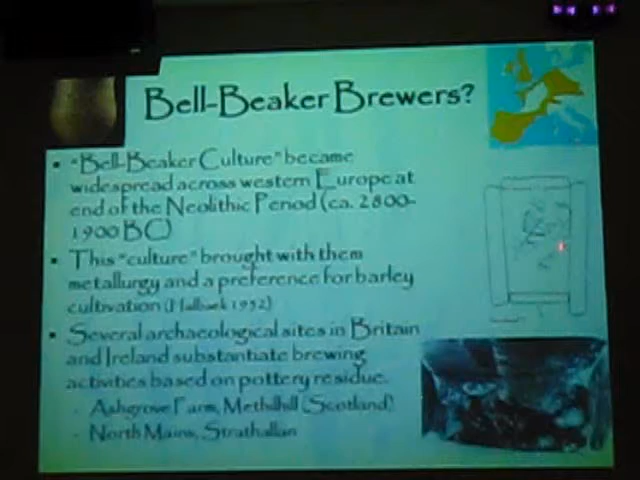 Bell-Beaker Brewers?
"Bell-Beaker Culture" became
widespread across western Europe at
end of the Neolithic Period (ca. 2800-
1900 BC)
This "culture" brought with them
metallurgy and a preference for barley
cultivation (Helbaek 1952)
Several archaeological sites in Britain
and Ireland substantiate brewing
activities based on pottery residue.
Ashgrove Farm, Methilhill (Scotland)
North Mains, Strathallan